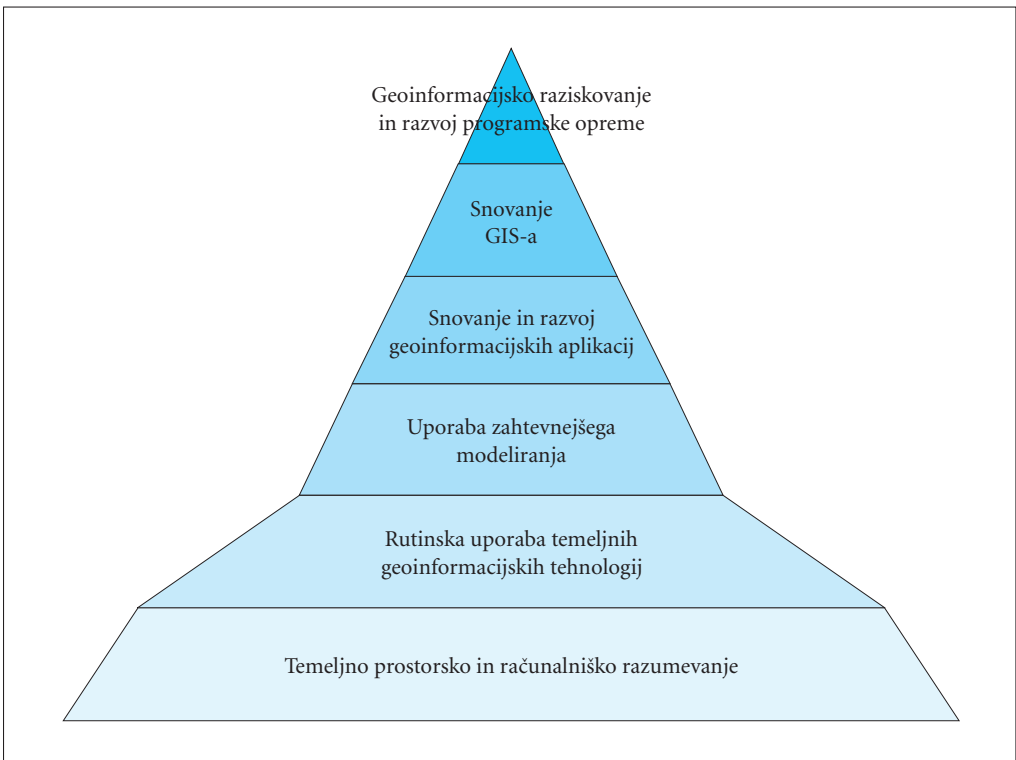 Geoinformacijsko raziskovanje
in razvoj programske opreme
Snovanje
GIS-a
Snovanje in razvoj
geoinformacijskih aplikacij
Uporaba zahtevnejšega
modeliranja
Rutinska uporaba temeljnih
geoinformacijskih tehnologij
Temeljno prostorsko in računalniško razumevanje